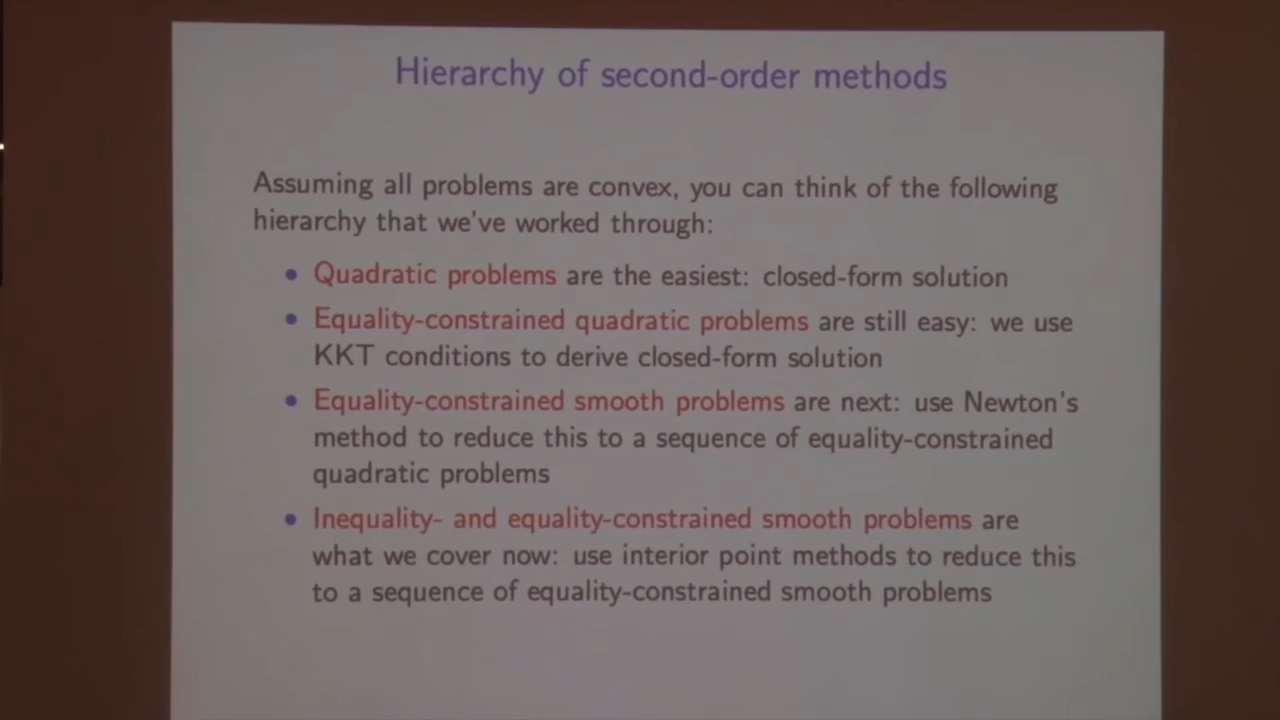 Hierarchy of second-order methods
Assuming all problems are convex, you can think of the following
hierarchy that we've worked through:
• Quadratic problems are the easiest: closed-form solution
• Equality-constrained quadratic problems are still easy: we use
KKT conditions to derive closed-form solution
• Equality-constrained smooth problems are next: use Newton's
method to reduce this to a sequence of equality-constrained
quadratic problems
• Inequality- and equality-constrained smooth problems are
what we cover now: use interior point methods to reduce this
to a sequence of equality-constrained smooth problems